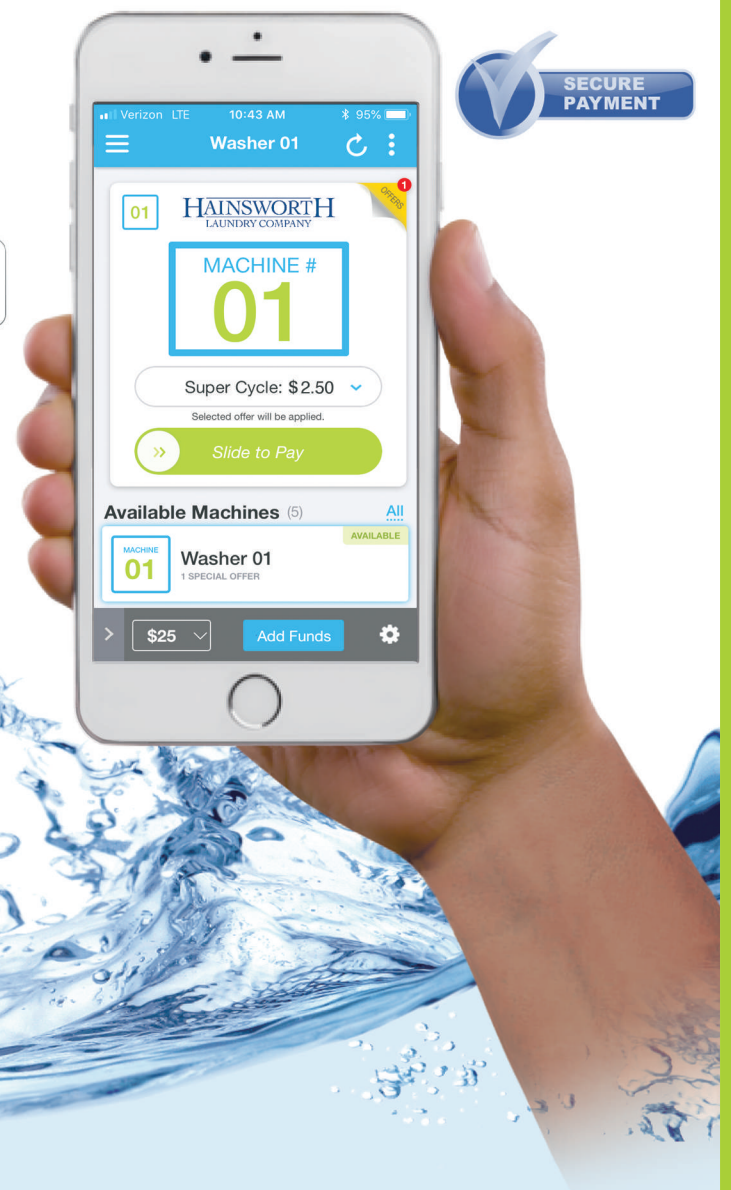 SECURE
PAYMENT
Verizon LTE 10:43 AM 95%
Washer 01
01
HAINSWORTH
LAUNDRY COMPANY
OFFERS
1
MACHINE #
01
Super Cycle: $2.50
Selected offer will be applied.
Slide to Pay
Available Machines (5) All
AVAILABLE
MACHINE
01
Washer 01
1 SPECIAL OFFER
$25
Add Funds